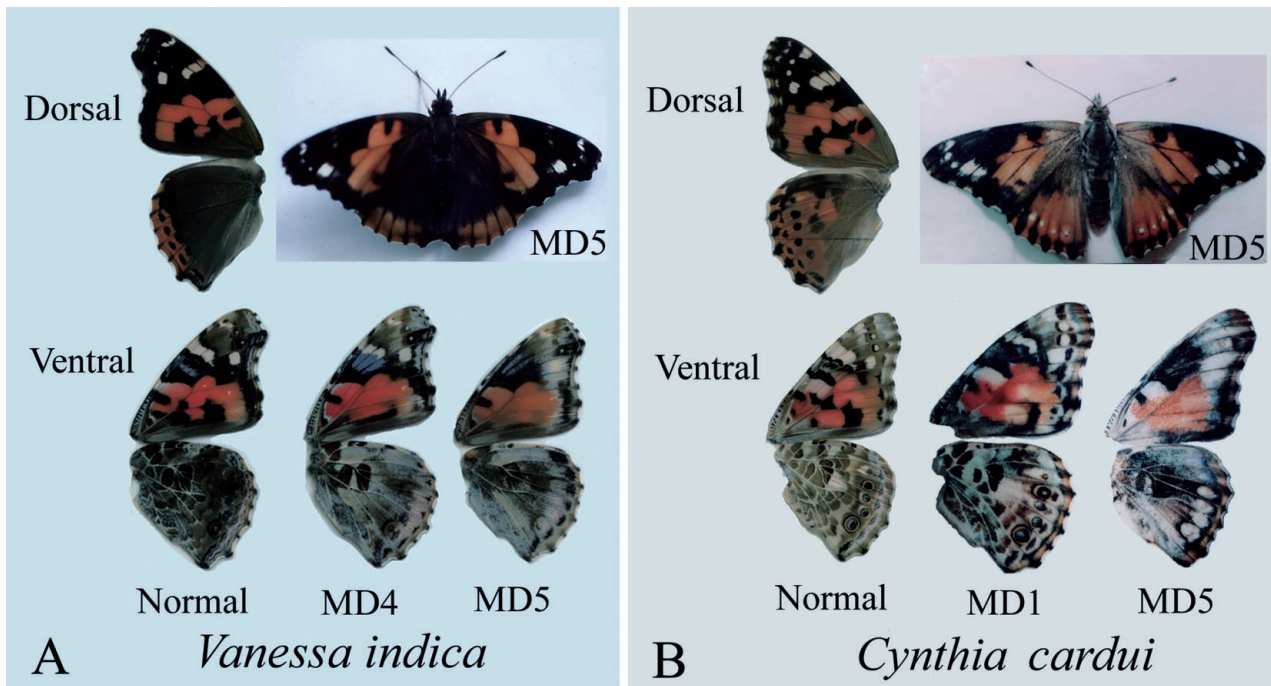 Dorsal
MD5
Ventral
Normal
MD4
MD5
A
Vanessa indica
Dorsal
MD5
Ventral
Normal
MD1
MD5
B
Cynthia cardui